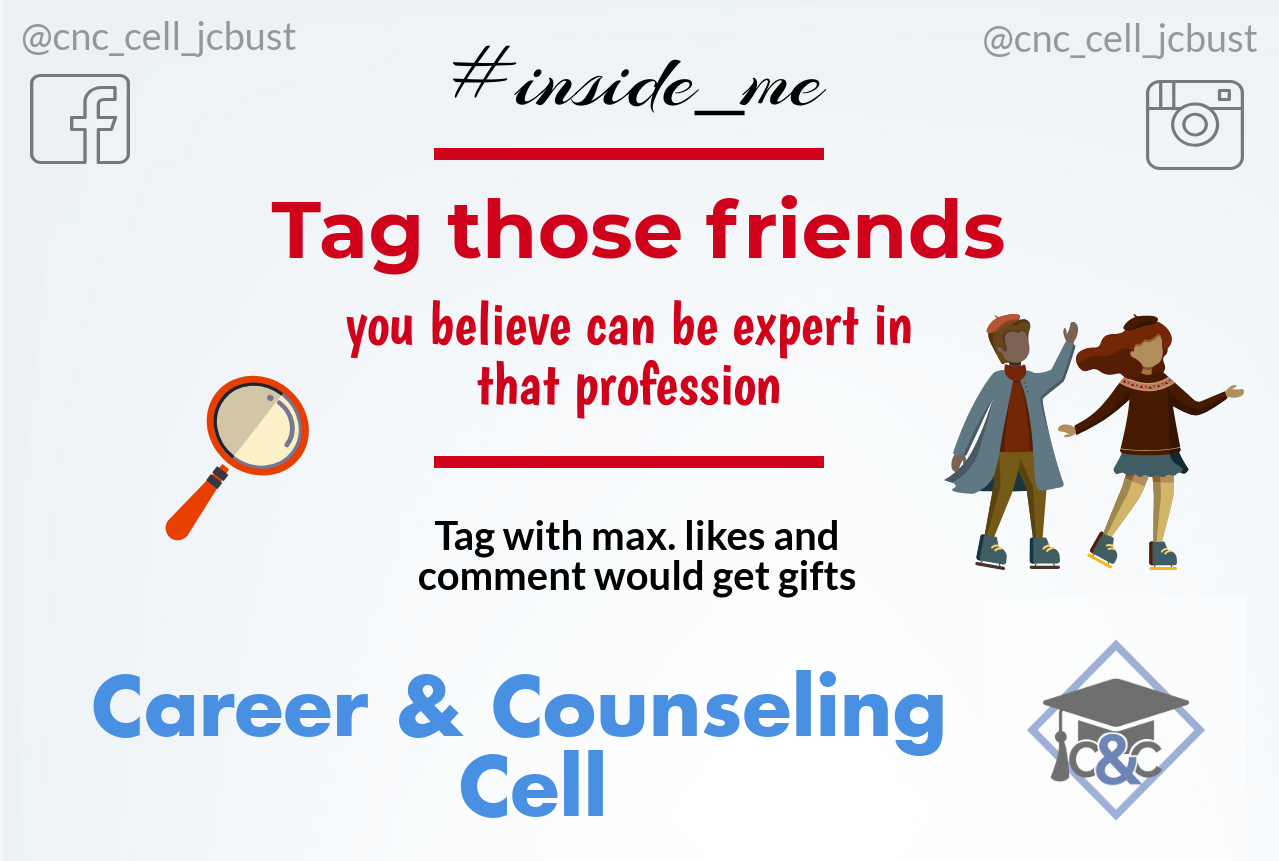 @cnc_cell_jcbust
@cnc_cell_jcbust
#inside_me
Tag those friends
you believe can be expert in
that profession
Tag with max. likes and
comment would get gifts
Career & Counseling
Cell
C&C